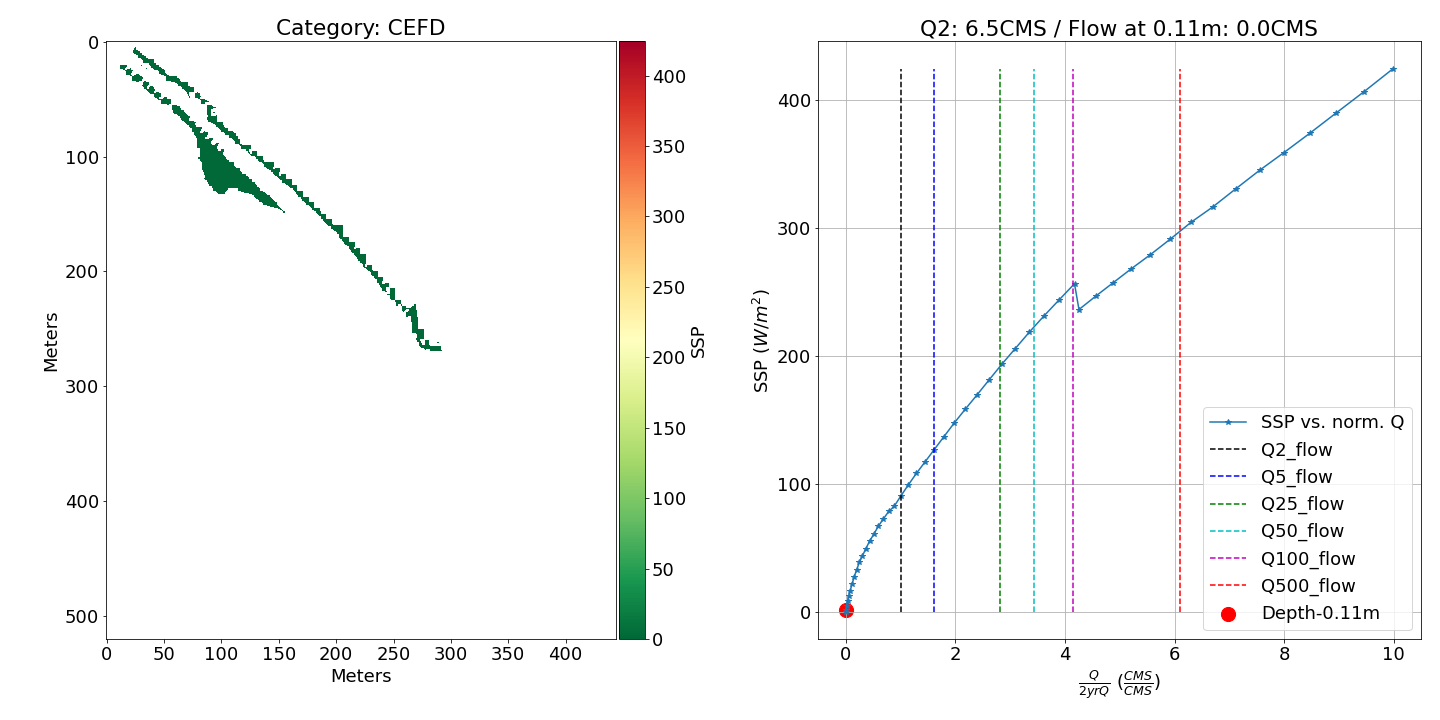 Category: CEFD
0
100
200
300
400
500
Meters
0
50
100
150
200
250
300
350
400
Meters
400
350
300
250
200
150
100
50
0
SSP
Q2: 6.5CMS / Flow at 0.11m: 0.0CMS
400
300
200
100
0
SSP (W/m²)
0
2
4
6
8
10
Q/2yrQ (CMS/CMS)
SSP vs. norm. Q
Q2_flow
Q5_flow
Q25_flow
Q50_flow
Q100_flow
Q500_flow
Depth-0.11m